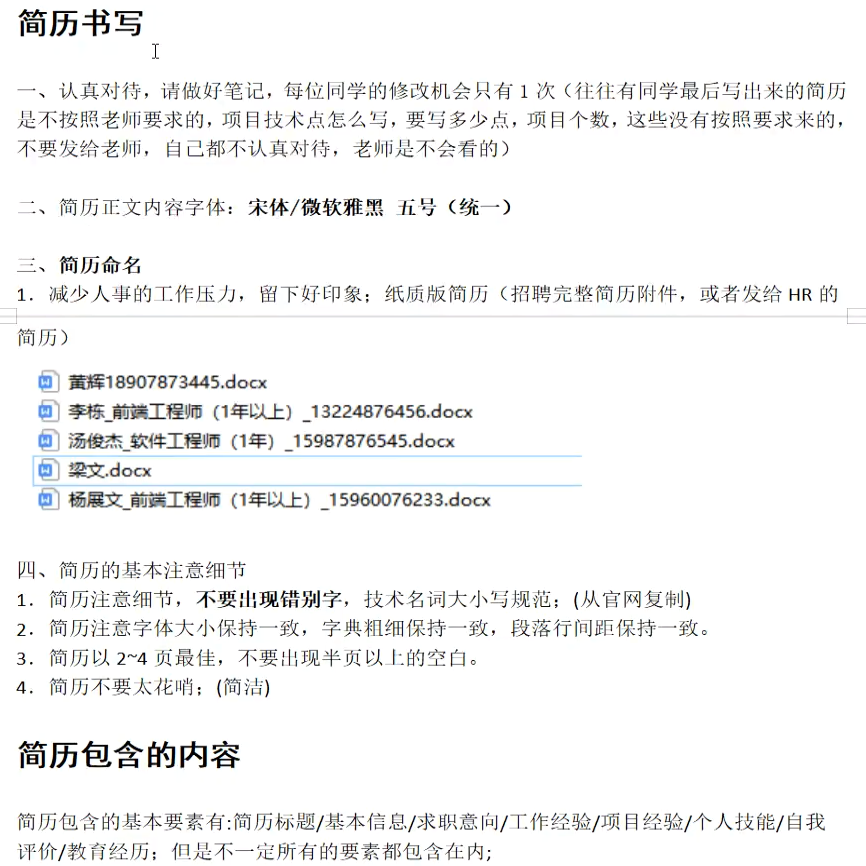 简历书写
一、认真对待，请做好笔记，每位同学的修改机会只有 1 次（往往有同学最后写出来的简历
是不按照老师要求的，项目技术点怎么写，要写多少点，项目个数，这些没有按照要求来的，
不要发给老师，自己都不认真对待，老师是不会看的）
二、简历正文内容字体：宋体/微软雅黑 五号（统一）
三、简历命名
1．减少人事的工作压力，留下好印象；纸质版简历（招聘完整简历附件，或者发给 HR 的
简历）
黄辉18907873445.docx
李栋_前端工程师（1年以上）_13224876456.docx
汤俊杰_软件工程师（1年）_15987876545.docx
梁文.docx
杨展文_前端工程师（1年以上）_15960076233.docx
四、简历的基本注意细节
1．简历注意细节，不要出现错别字，技术名词大小写规范；(从官网复制)
2．简历注意字体大小保持一致，字典粗细保持一致，段落行间距保持一致。
3．简历以 2~4 页最佳，不要出现半页以上的空白。
4．简历不要太花哨；(简洁)
简历包含的内容
简历包含的基本要素有:简历标题/基本信息/求职意向/工作经验/项目经验/个人技能/自我
评价/教育经历；但是不一定所有的要素都包含在内;